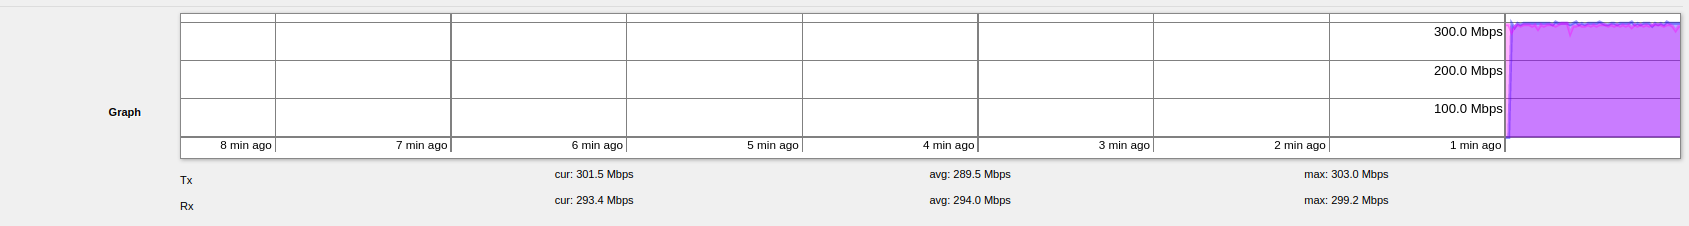 300.0 Mbps
200.0 Mbps
Graph
100.0 Mbps
8 min ago 7 min ago 6 min ago 5 min ago 4 min ago 3 min ago 2 min ago 1 min ago
Tx cur: 301.5 Mbps avg: 289.5 Mbps max: 303.0 Mbps
Rx cur: 293.4 Mbps avg: 294.0 Mbps max: 299.2 Mbps